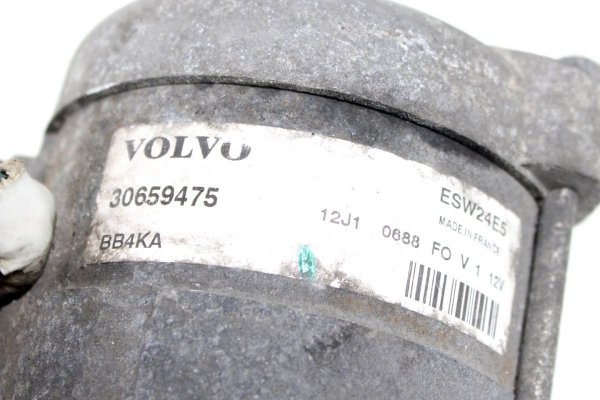 VOLVO
30659475
BB4KA
ESW24E5
MADE IN FRANCE
12J1 0688 FO V 1 12V